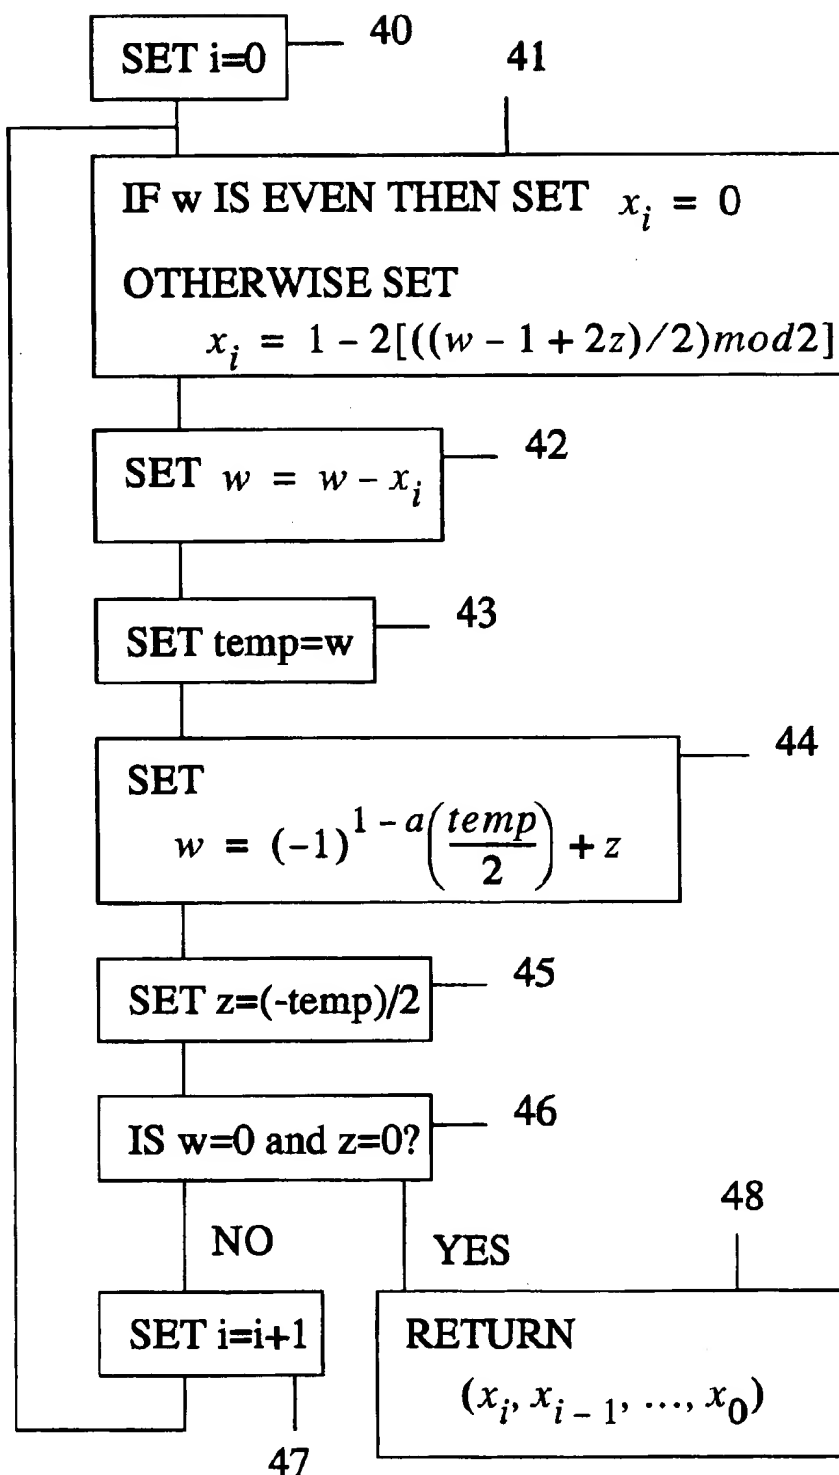 SET i=0
40
41
IF w IS EVEN THEN SET x_i = 0
OTHERWISE SET
x_i = 1 - 2[((w - 1 + 2z)/2)mod2]
SET w = w - x_i
42
SET temp=w
43
SET
w = (-1)^{1 - a}(temp/2) + z
44
SET z=(-temp)/2
45
IS w=0 and z=0?
46
NO
YES
48
SET i=i+1
47
RETURN
(x_i, x_{i - 1}, ..., x_0)